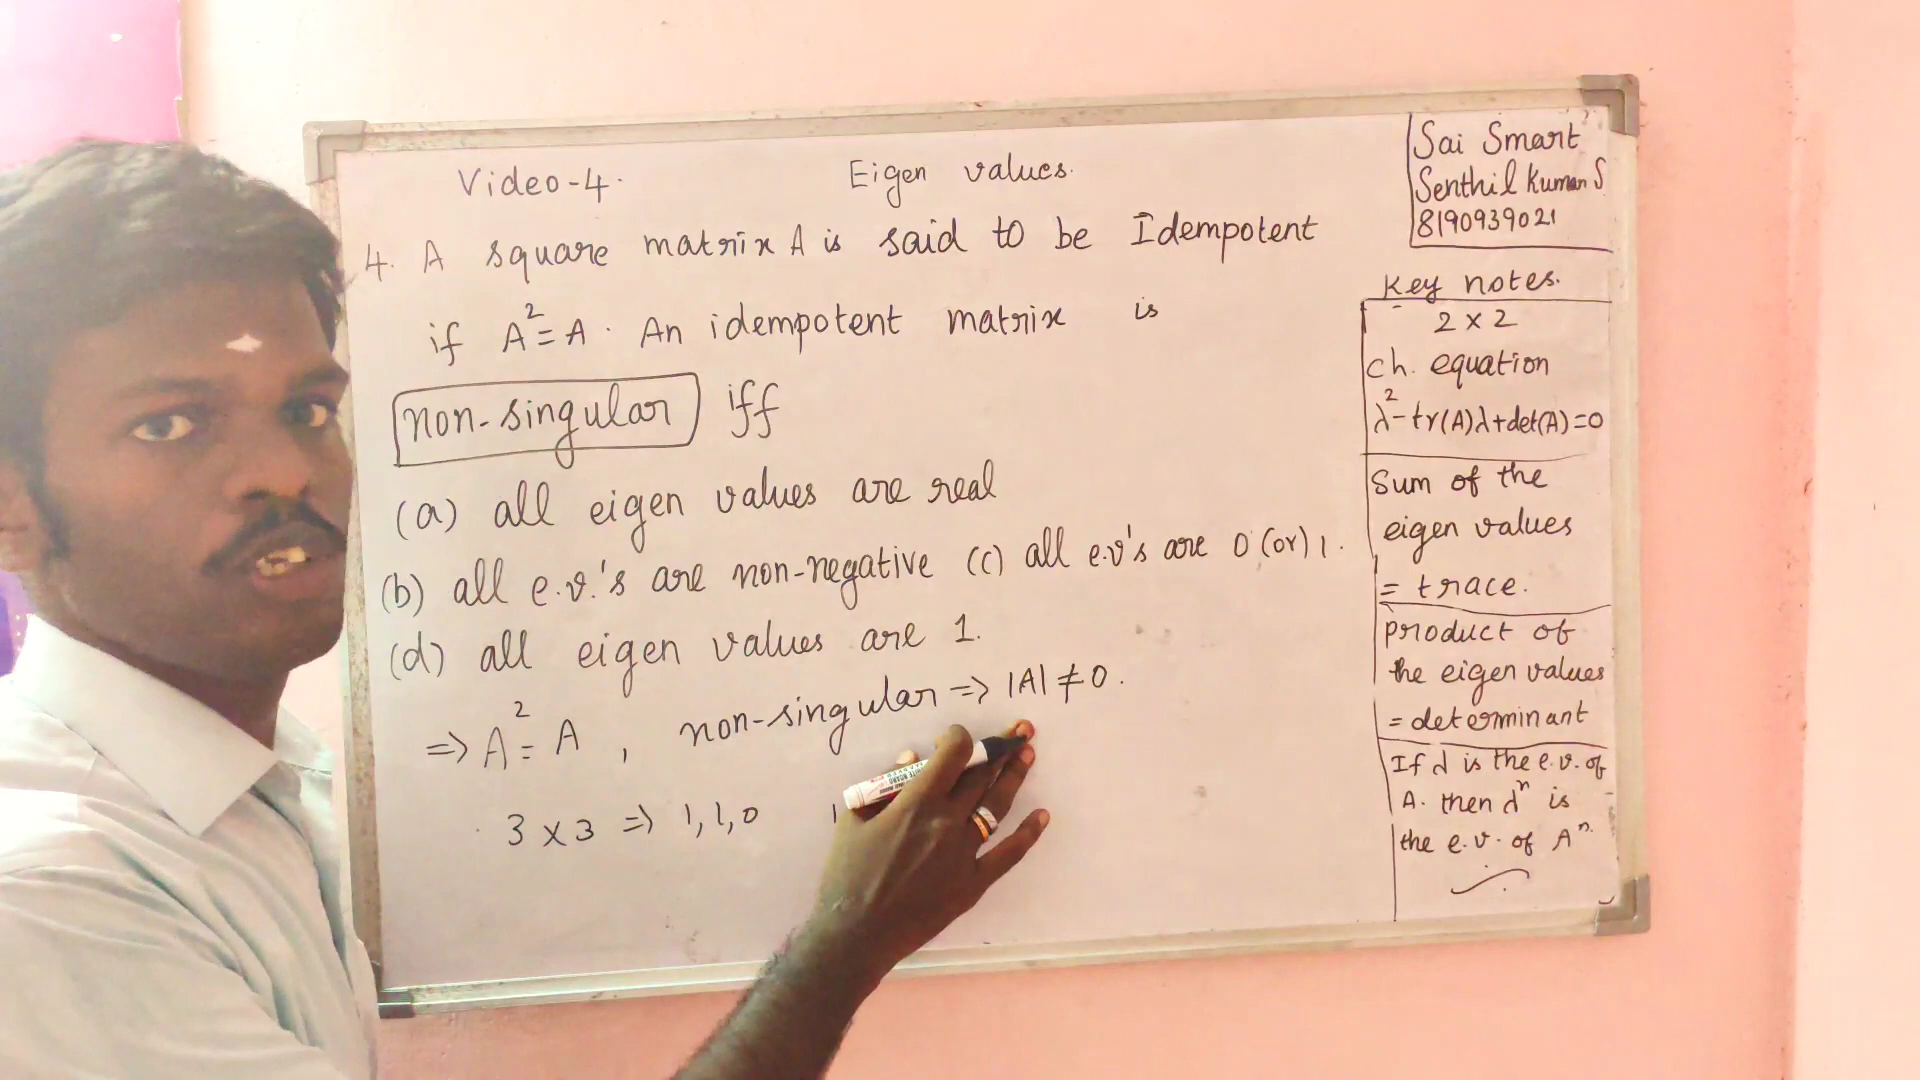 Video-4.
Eigen values.
4. A square matrix A is said to be Idempotent
if A² = A. An idempotent matrix is
non-singular iff
(a) all eigen values are real
(b) all e.v.'s are non-negative (c) all e.v's are 0 (or) 1.
(d) all eigen values are 1.
=> A² = A , non-singular => |A| ≠ 0.
3 x 3 => 1, 1, 0
Sai Smart
Senthil Kumar S
8190939021
Key notes.
2 x 2
ch. equation
λ² - tr(A)λ + det(A) = 0
Sum of the
eigen values
= trace.
product of
the eigen values
= determinant
If λ is the e.v. of
A. then λⁿ is
the e.v. of Aⁿ.